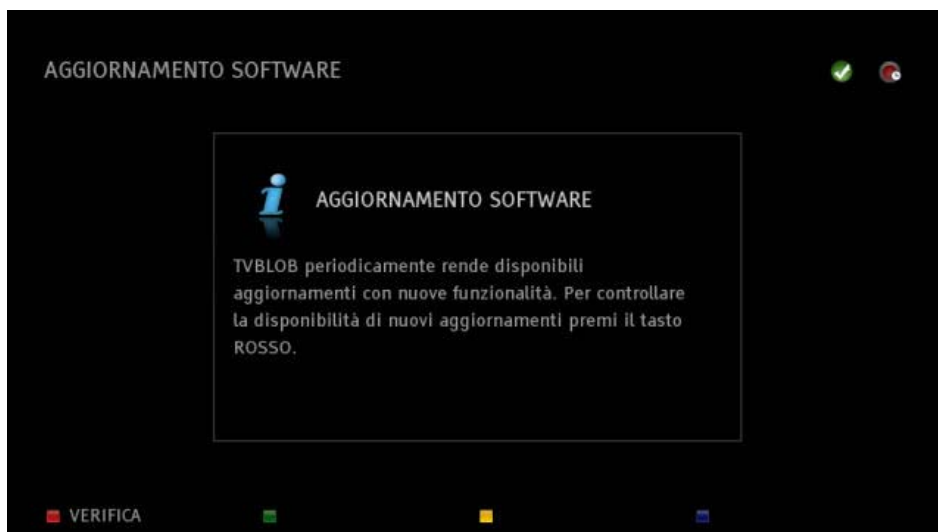 AGGIORNAMENTO SOFTWARE
AGGIORNAMENTO SOFTWARE
TVBLOB periodicamente rende disponibili
aggiornamenti con nuove funzionalità. Per controllare
la disponibilità di nuovi aggiornamenti premi il tasto
ROSSO.
VERIFICA